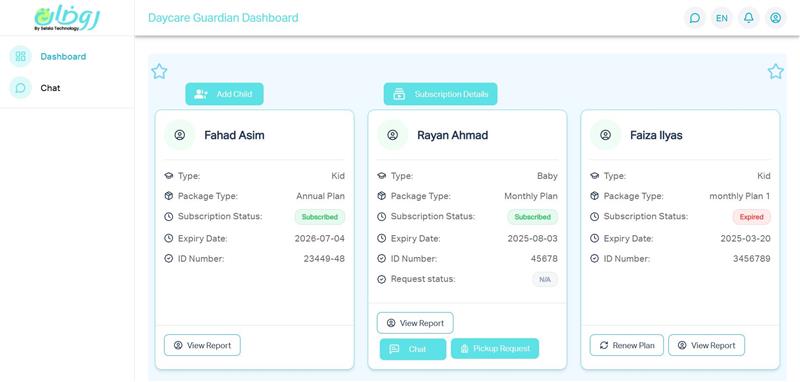 روضتي
By Selsila Technology.
Daycare Guardian Dashboard
EN
Dashboard
Chat
Add Child
Subscription Details
Fahad Asim
Type: Kid
Package Type: Annual Plan
Subscription Status: Subscribed
Expiry Date: 2026-07-04
ID Number: 23449-48
View Report
Rayan Ahmad
Type: Baby
Package Type: Monthly Plan
Subscription Status: Subscribed
Expiry Date: 2025-08-03
ID Number: 45678
Request status: N/A
View Report
Chat
Pickup Request
Faiza Ilyas
Type: Kid
Package Type: monthly Plan 1
Subscription Status: Expired
Expiry Date: 2025-03-20
ID Number: 3456789
Renew Plan
View Report